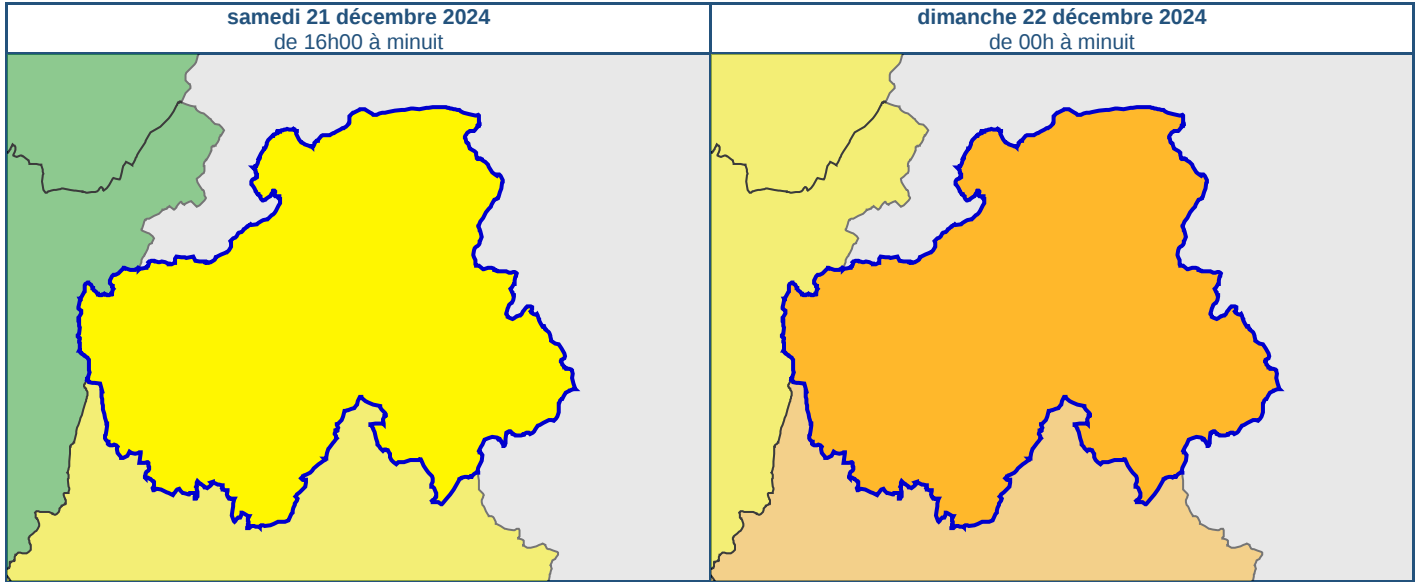 samedi 21 décembre 2024
de 16h00 à minuit
dimanche 22 décembre 2024
de 00h à minuit